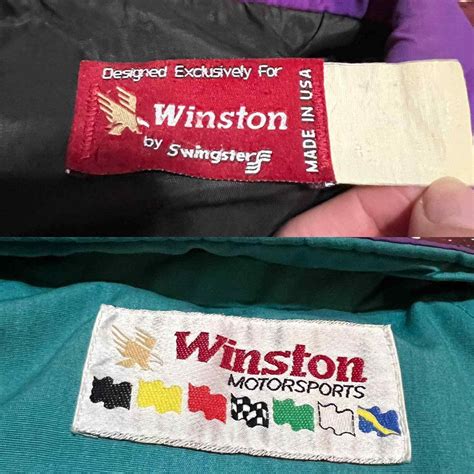 Designed Exclusively For
Winston
by Swingster
MADE IN USA
Winston
MOTORSPORTS